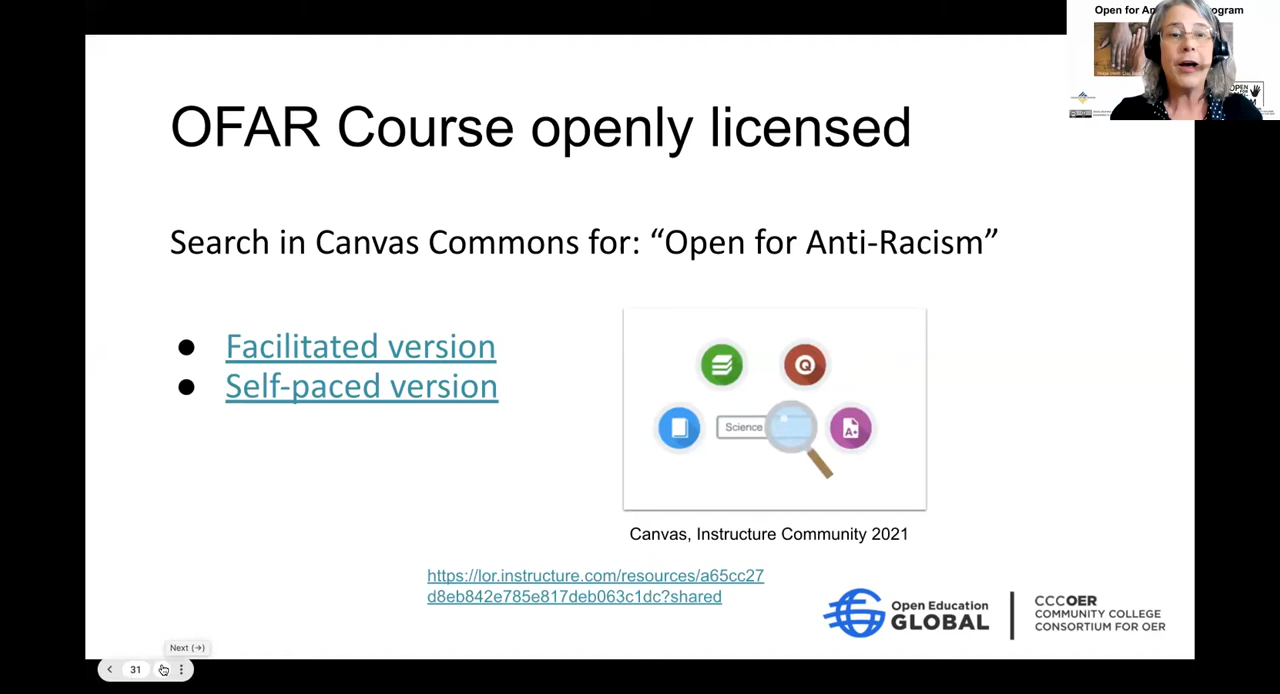 Open for An
ogram
OFAR Course openly licensed
Search in Canvas Commons for: “Open for Anti-Racism”
● Facilitated version
● Self-paced version
Q
Science
A+
Canvas, Instructure Community 2021
https://lor.instructure.com/resources/a65cc27
d8eb842e785e817deb063c1dc?shared
Open Education
GLOBAL
CCCOER
COMMUNITY COLLEGE
CONSORTIUM FOR OER
Next (→)
31